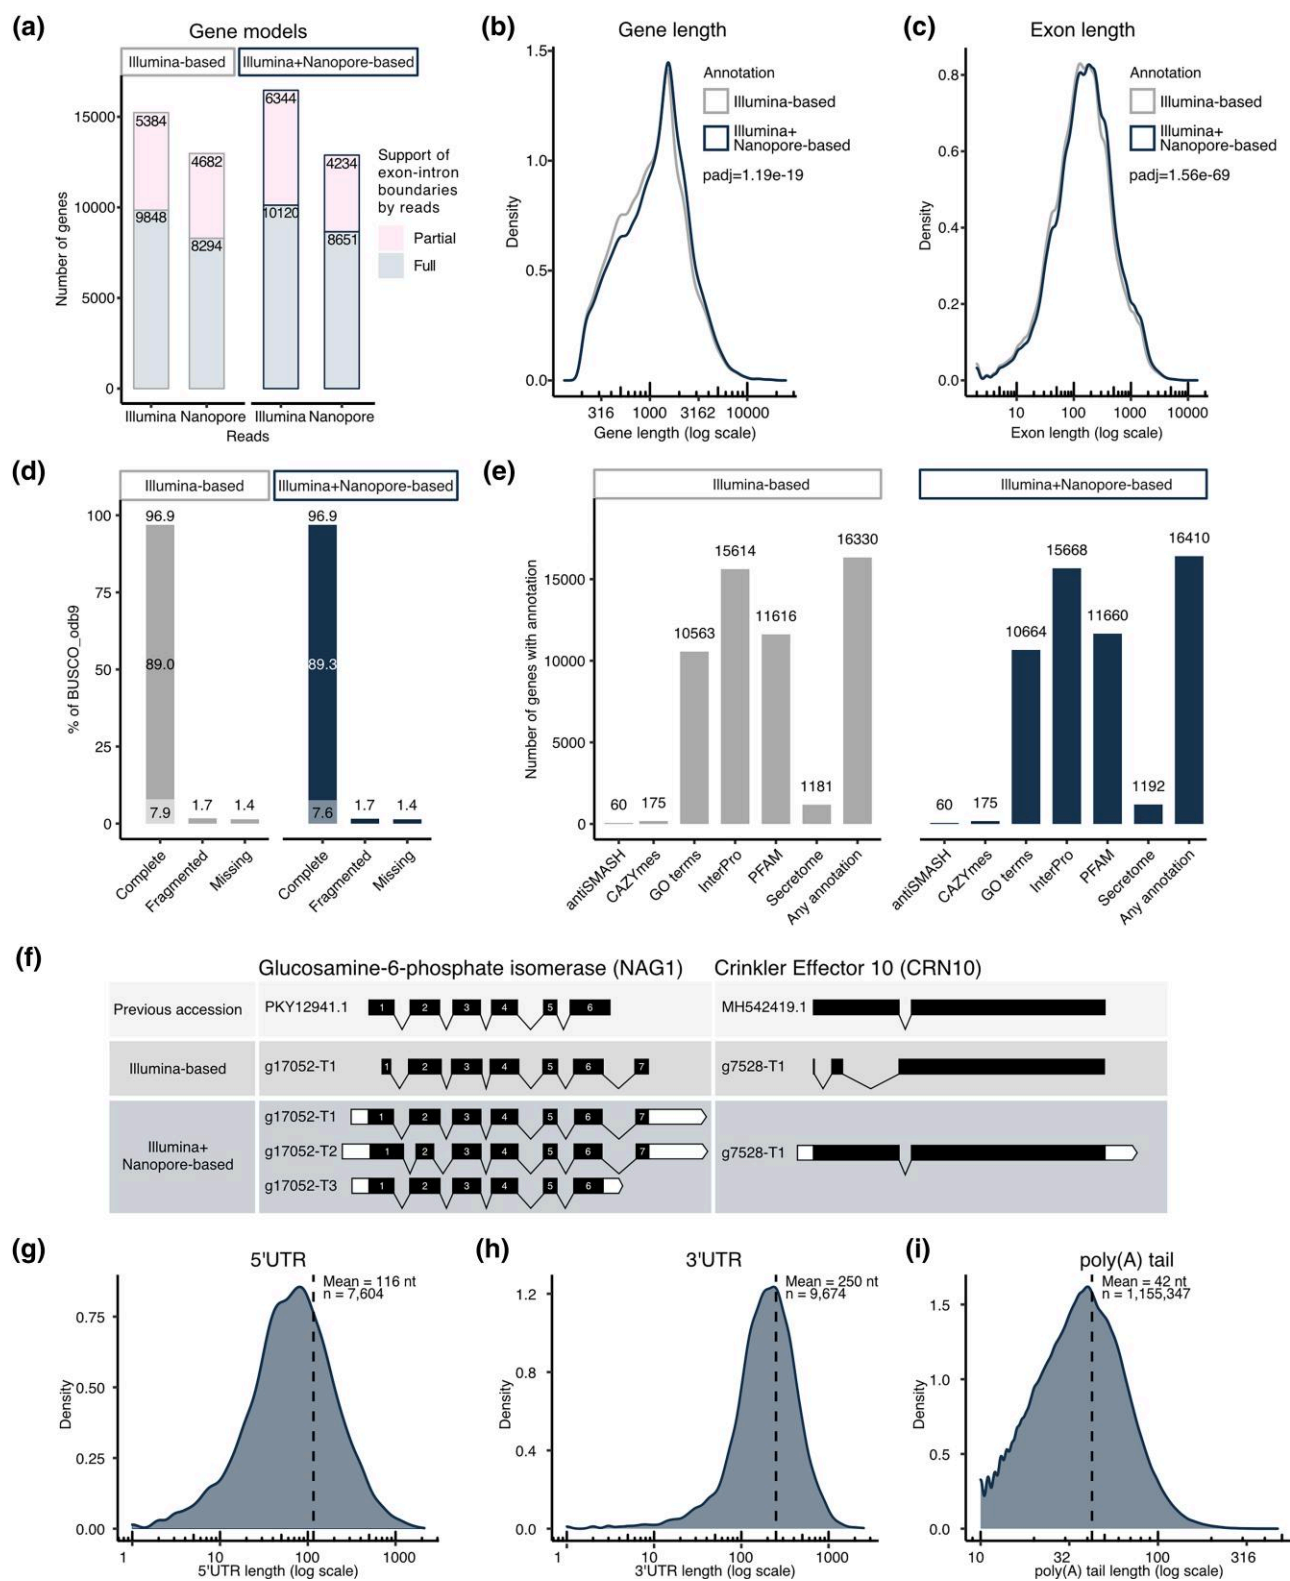 (a)
Gene models
Illumina-based
Illumina+Nanopore-based
Number of genes
15000
10000
5000
0
5384
9848
4682
8294
6344
10120
4234
8651
Illumina Nanopore
Illumina Nanopore
Reads
Support of
exon-intron
boundaries
by reads
Partial
Full
(b)
Gene length
Density
1.5
1.0
0.5
0.0
Annotation
Illumina-based
Illumina+
Nanopore-based
padj=1.19e-19
316 1000 3162 10000
Gene length (log scale)
(c)
Exon length
Density
0.8
0.6
0.4
0.2
0.0
Annotation
Illumina-based
Illumina+
Nanopore-based
padj=1.56e-69
10 100 1000 10000
Exon length (log scale)
(d)
Illumina-based
Illumina+Nanopore-based
% of BUSCO_odb9
100
75
50
25
0
96.9
89.0
7.9
1.7
1.4
96.9
89.3
7.6
1.7
1.4
Complete
Fragmented
Missing
Complete
Fragmented
Missing
(e)
Illumina-based
Illumina+Nanopore-based
Number of genes with annotation
15000
10000
5000
0
60
175
10563
15614
11616
1181
16330
60
175
10664
15668
11660
1192
16410
antiSMASH
CAZYmes
GO terms
InterPro
PFAM
Secretome
Any annotation
antiSMASH
CAZYmes
GO terms
InterPro
PFAM
Secretome
Any annotation
(f)
Glucosamine-6-phosphate isomerase (NAG1)
Crinkler Effector 10 (CRN10)
Previous accession
PKY12941.1
1 2 3 4 5 6
MH542419.1
Illumina-based
g17052-T1
1 2 3 4 5 6 7
g7528-T1
Illumina+
Nanopore-based
g17052-T1
1 2 3 4 5 6 7
g17052-T2
1 2 3 4 5 6 7
g17052-T3
1 2 3 4 5 6
g7528-T1
(g)
5'UTR
Mean = 116 nt
n = 7,604
Density
0.75
0.50
0.25
0.00
1 10 100 1000
5'UTR length (log scale)
(h)
3'UTR
Mean = 250 nt
n = 9,674
Density
1.2
0.8
0.4
0.0
1 10 100 1000
3'UTR length (log scale)
(i)
poly(A) tail
Mean = 42 nt
n = 1,155,347
Density
1.5
1.0
0.5
0.0
10 32 100 316
poly(A) tail length (log scale)